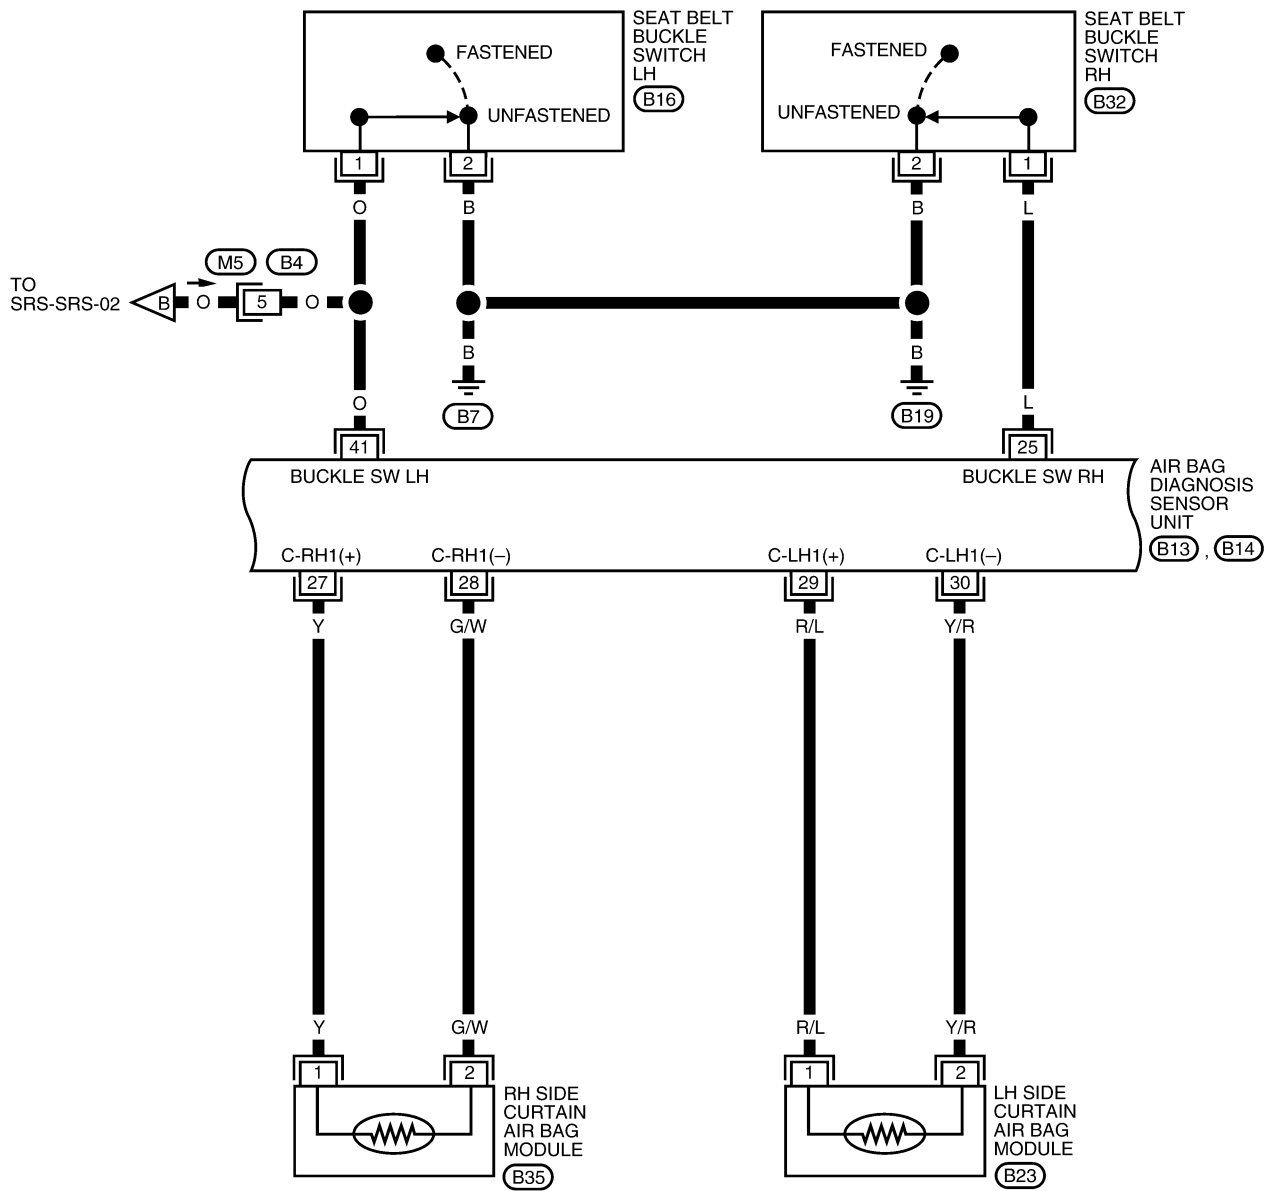 SEAT BELT
BUCKLE
SWITCH
LH
B16
FASTENED
UNFASTENED
1
2
SEAT BELT
BUCKLE
SWITCH
RH
B32
FASTENED
UNFASTENED
2
1
O
B
B
L
M5
B4
TO
SRS-SRS-02
B
O
5
O
B
B
O
L
B7
B19
41
25
BUCKLE SW LH
BUCKLE SW RH
AIR BAG
DIAGNOSIS
SENSOR
UNIT
B13 , B14
C-RH1(+)
C-RH1(–)
C-LH1(+)
C-LH1(–)
27
28
29
30
Y
G/W
R/L
Y/R
Y
G/W
R/L
Y/R
1
2
1
2
RH SIDE
CURTAIN
AIR BAG
MODULE
B35
LH SIDE
CURTAIN
AIR BAG
MODULE
B23